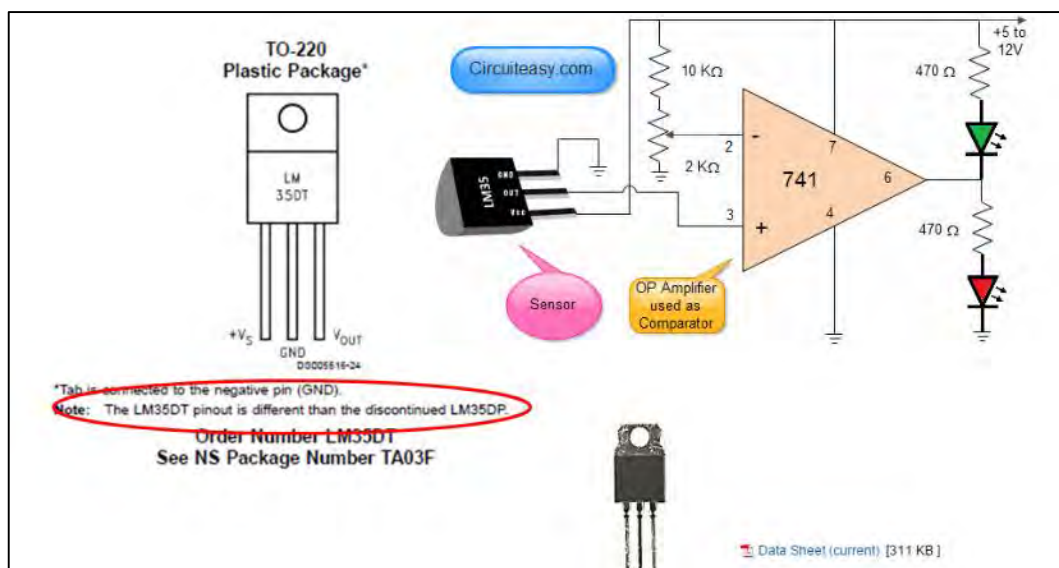 TO-220
Plastic Package*
LM
35DT
+VS
GND
VOUT
DS005516-24
*Tab is connected to the negative pin (GND).
Note: The LM35DT pinout is different than the discontinued LM35DP.
Order Number LM35DT
See NS Package Number TA03F
Circuiteasy.com
10 KΩ
2 KΩ
LM35
GND
OUT
Sensor
2
-
3
+
741
7
4
6
OP Amplifier
used as
Comparator
+5 to
12V
470 Ω
470 Ω
Data Sheet (current) [311 KB ]